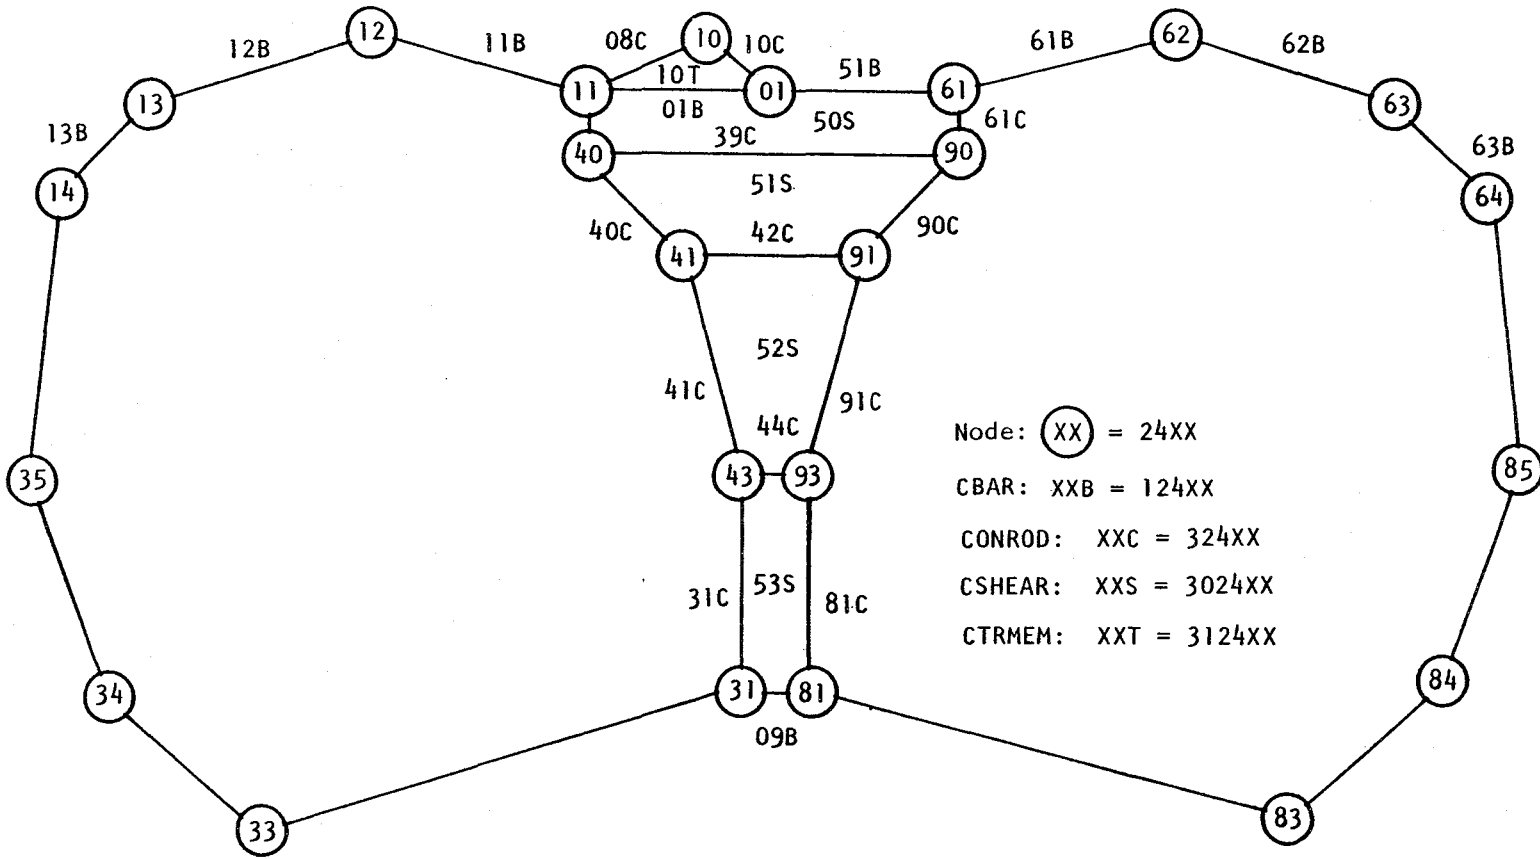 12B
12
11B
08C
10
10C
61B
62
62B
13
11
10T
01B
01
51B
61
63
13B
39C
50S
61C
63B
14
40
51S
90
64
40C
41
42C
91
90C
52S
41C
91C
44C
35
43
93
85
Node: XX = 24XX
CBAR: XXB = 124XX
CONROD: XXC = 324XX
CSHEAR: XXS = 3024XX
CTRMEM: XXT = 3124XX
31C
53S
81C
34
31
81
84
09B
33
83